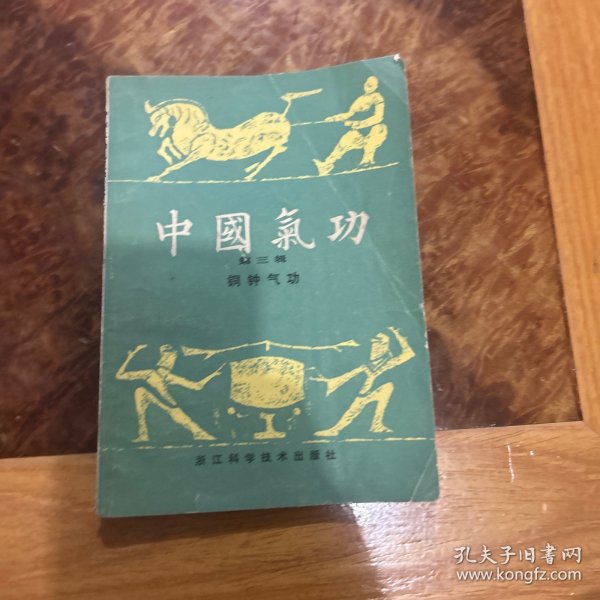 中國氣功
第三辑
铜钟气功
浙江科学技术出版社
孔夫子旧书网
www.kongfz.com